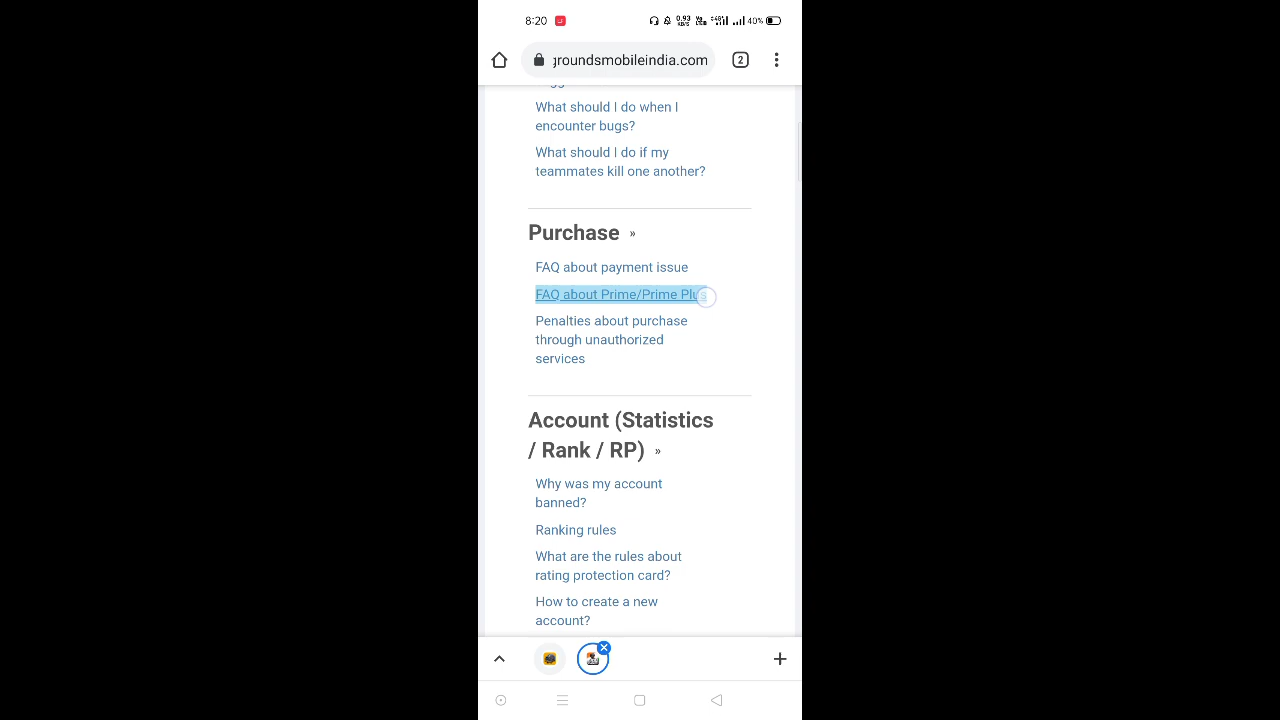 8:20
0.93
KB/S
40%
groundsmobileindia.com
2
What should I do when I
encounter bugs?
What should I do if my
teammates kill one another?
Purchase »
FAQ about payment issue
FAQ about Prime/Prime Plus
Penalties about purchase
through unauthorized
services
Account (Statistics
/ Rank / RP) »
Why was my account
banned?
Ranking rules
What are the rules about
rating protection card?
How to create a new
account?